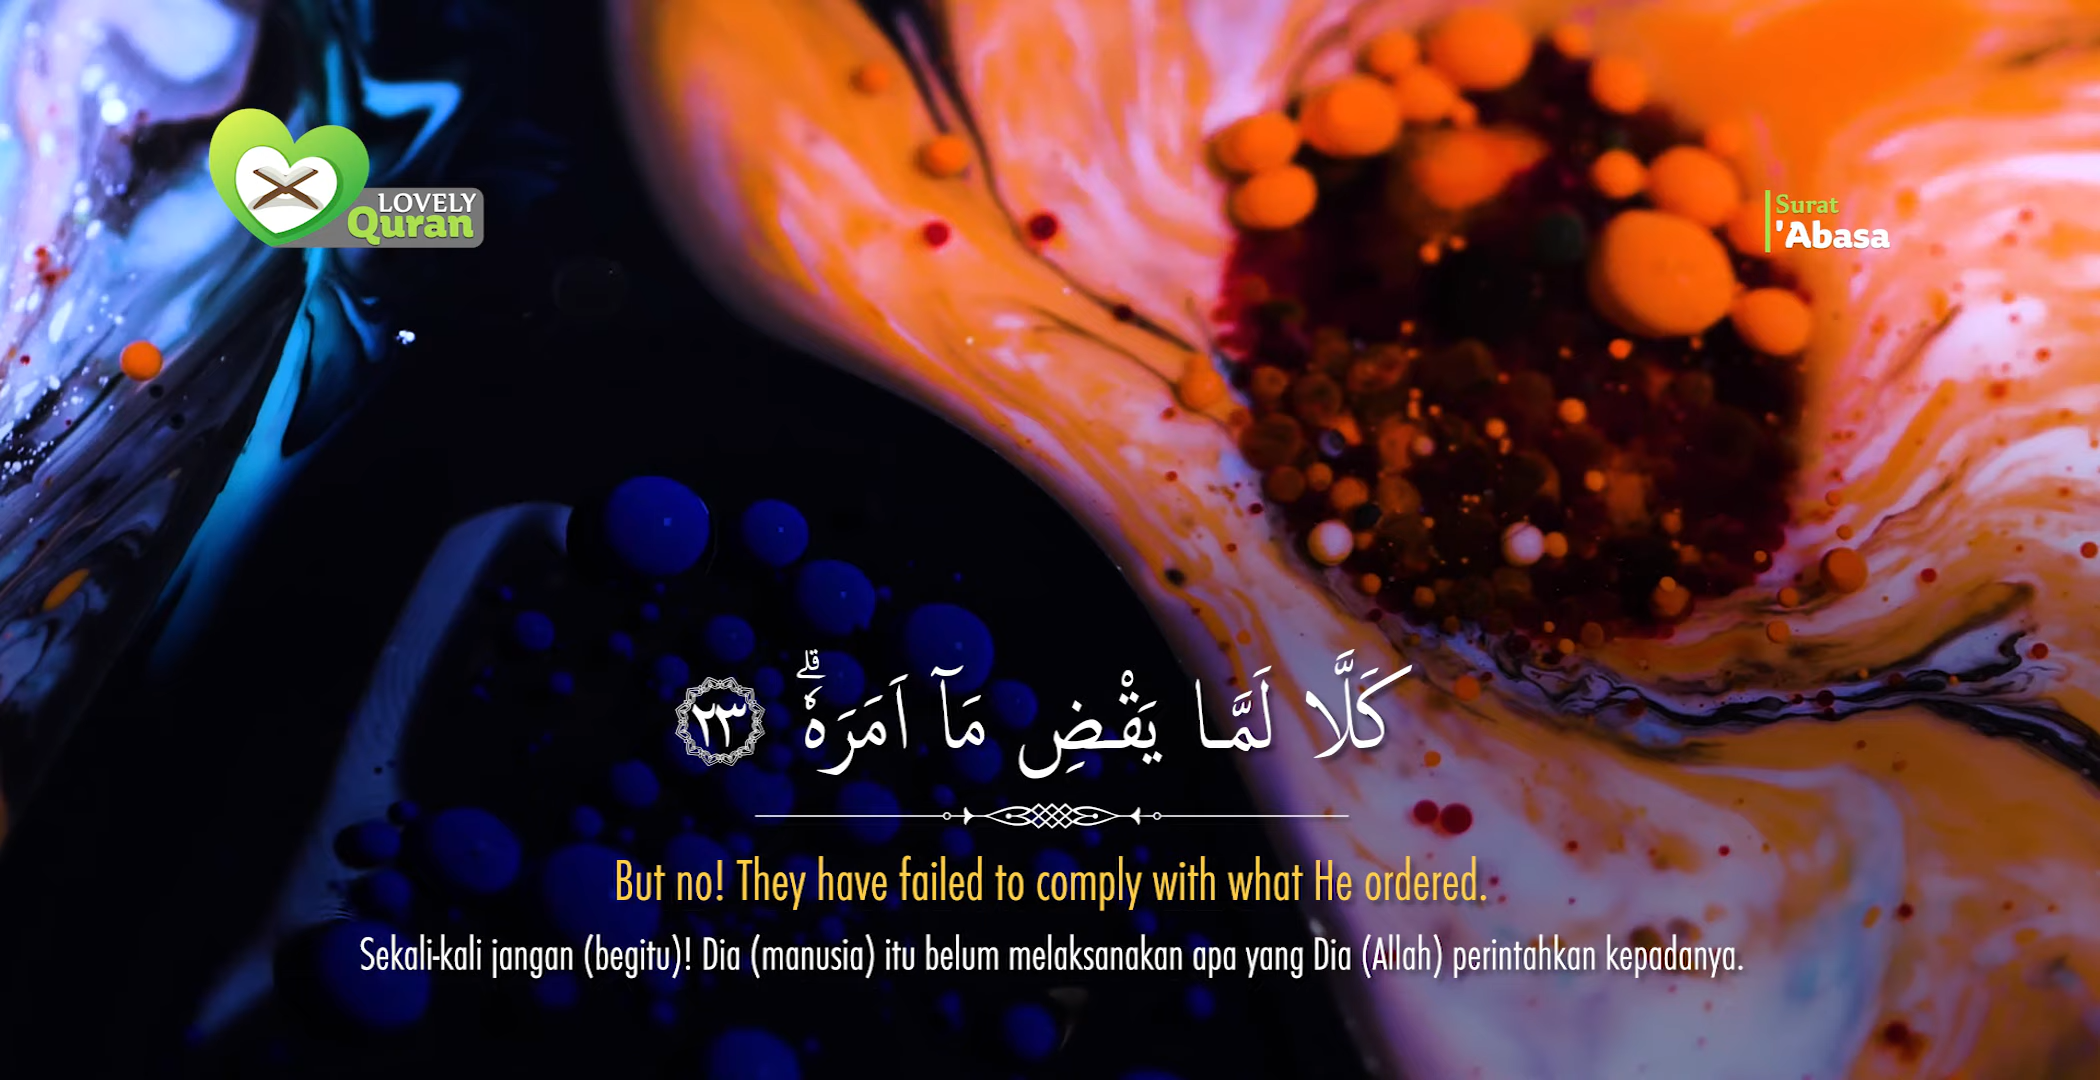 LOVELY
Quran
Surat
'Abasa
كَلَّا لَمَّا يَقْضِ مَآ اَمَرَهٗۗ ٢٣
But no! They have failed to comply with what He ordered.
Sekali-kali jangan (begitu)! Dia (manusia) itu belum melaksanakan apa yang Dia (Allah) perintahkan kepadanya.